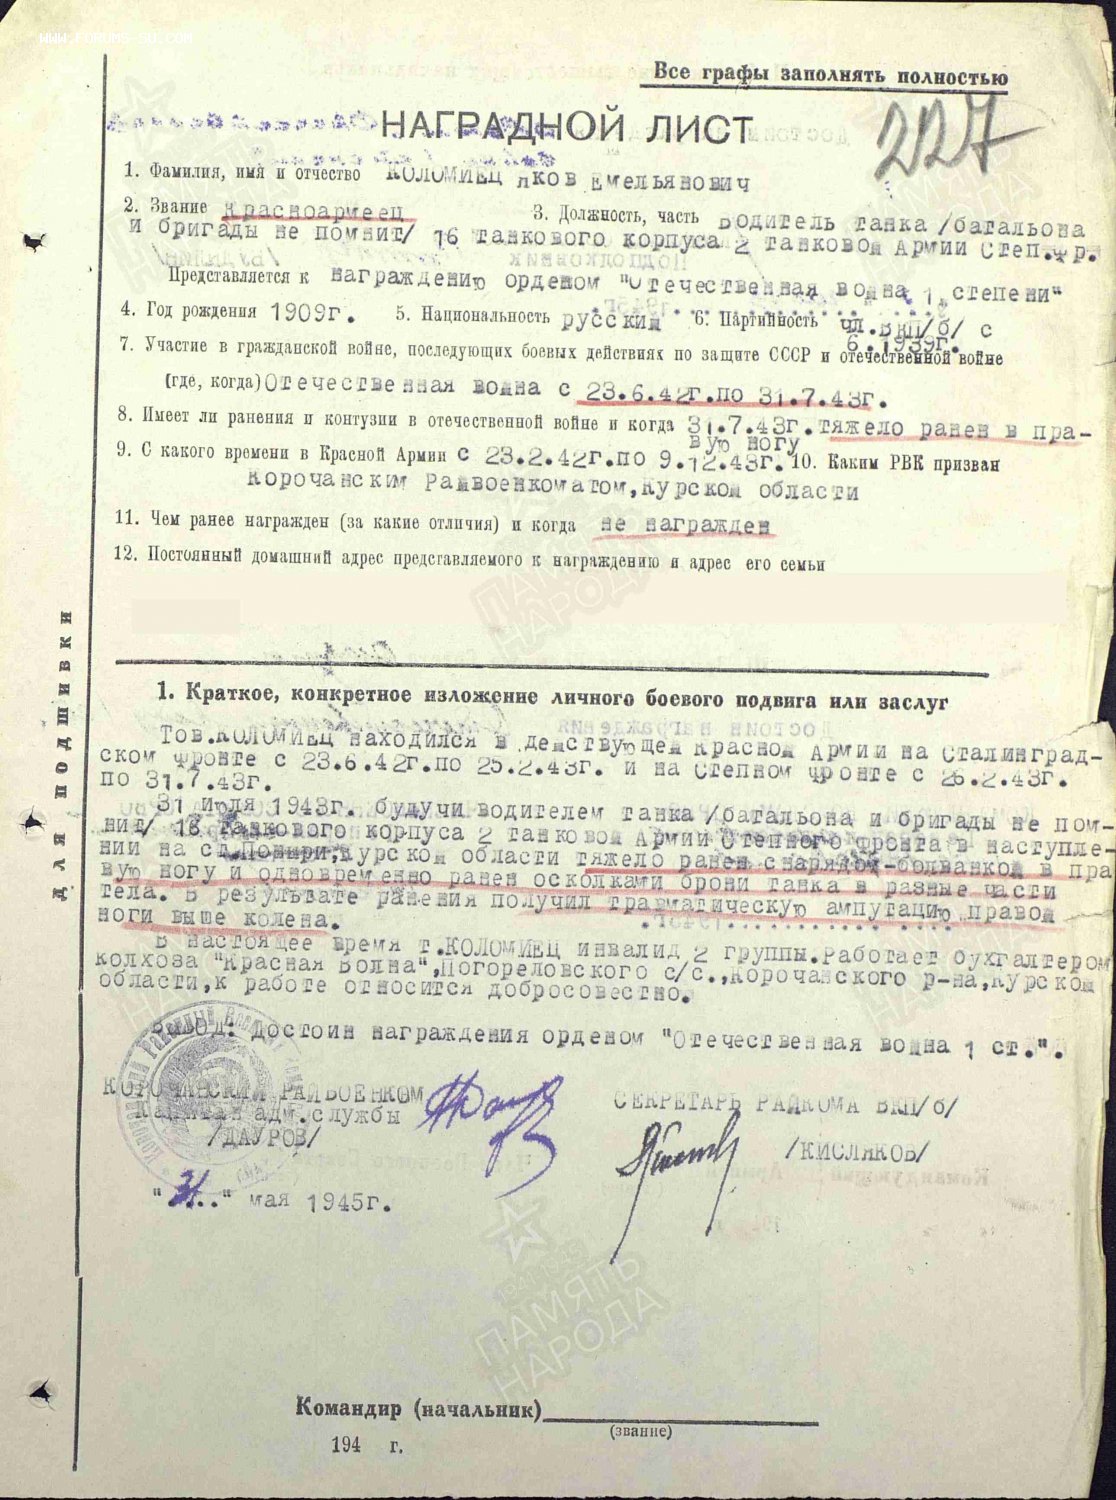 WWW.FORUMS-SU.COM
Все графы заполнять полностью
НАГРАДНОЙ ЛИСТ
227
1. Фамилия, имя и отчество КОЛОМИЕЦ Яков Емельянович
2. Звание Красноармеец 3. Должность, часть Водитель танка /батальона
и бригады не помнит/ 16 танкового корпуса 2 танковой Армии Степ.фр.
Представляется к награждению орденом "Отечественная война 1 степени"
4. Год рождения 1909г. 5. Национальность русский 6. Партийность чл.ВКП/б/ с
6.1939г.
7. Участие в гражданской войне, последующих боевых действиях по защите СССР и отечественной войне
(где, когда) Отечественная война с 23.6.42г.по 31.7.43г.
8. Имеет ли ранения и контузии в отечественной войне и когда 31.7.43г.тяжело ранен в пра-
вую ногу
9. С какого времени в Красной Армии с 23.2.42г.по 9.12.43г. 10. Каким РВК призван
Корочанским Райвоенкоматом,Курской области
11. Чем ранее награжден (за какие отличия) и когда не награжден
12. Постоянный домашний адрес представляемого к награждению и адрес его семьи
ДЛЯ ПОДШИВКИ
1. Краткое, конкретное изложение личного боевого подвига или заслуг
Тов.КОЛОМИЕЦ находился в действующей Красной Армии на Сталинград-
ском фронте с 23.6.42г.по 25.2.43г. и на Степном фронте с 26.2.43г.
по 31.7.43г.
31 июля 1943г. будучи водителем танка /батальона и бригады не пом-
нит/ 16 танкового корпуса 2 танковой Армии Степного фронта в наступле-
нии на ст.Поныри,Курской области тяжело ранен снарядом-болванкой в пра
вую ногу и одновременно ранен осколками брони танка в разные части
тела. В результате ранения получил травматическую ампутацию правой
ноги выше колена.
В настоящее время т.КОЛОМИЕЦ инвалид 2 группы.Работает бухгалтером
колхоза "Красная Волна",Погореловского с/с.,Корочанского р-на,Курской
области,к работе относится добросовестно.
ВЫВОД: Достоин награждения орденом "Отечественная война 1 ст.".
КОРОЧАНСКИЙ РАЙВОЕНКОМ
Капитан адм.службы
/ДАУРОВ/
СЕКРЕТАРЬ РАЙКОМА ВКП/б/
/КИСЛЯКОВ/
"31.." мая 1945г.
ПАМЯТЬ
НАРОДА
Командир (начальник)
(звание)
194 г.